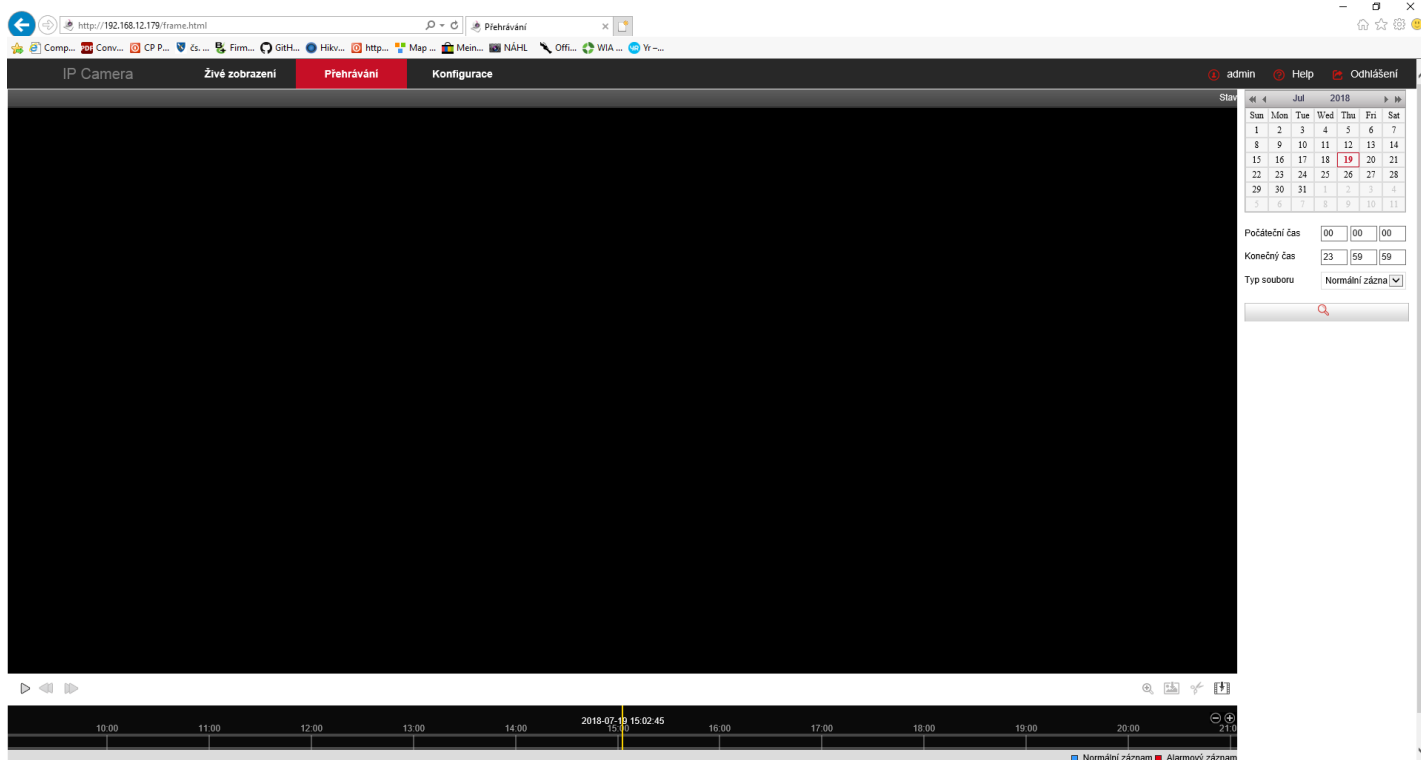 http://192.168.12.179/frame.html
Přehrávání
Comp... PDF Conv... CP P... čs. ... Firm... GitH... Hikv... http... Map ... Mein... NÁHL Offi... WIA ... Yr –...
IP Camera Živé zobrazení Přehrávání Konfigurace admin Help Odhlášení
Stav
Jul 2018
Sun Mon Tue Wed Thu Fri Sat
1 2 3 4 5 6 7
8 9 10 11 12 13 14
15 16 17 18 19 20 21
22 23 24 25 26 27 28
29 30 31 1 2 3 4
5 6 7 8 9 10 11
Počáteční čas 00 00 00
Konečný čas 23 59 59
Typ souboru Normální zázna
2018-07-19 15:02:45
10:00 11:00 12:00 13:00 14:00 15:00 16:00 17:00 18:00 19:00 20:00 21:0
Normální záznam Alarmový záznam